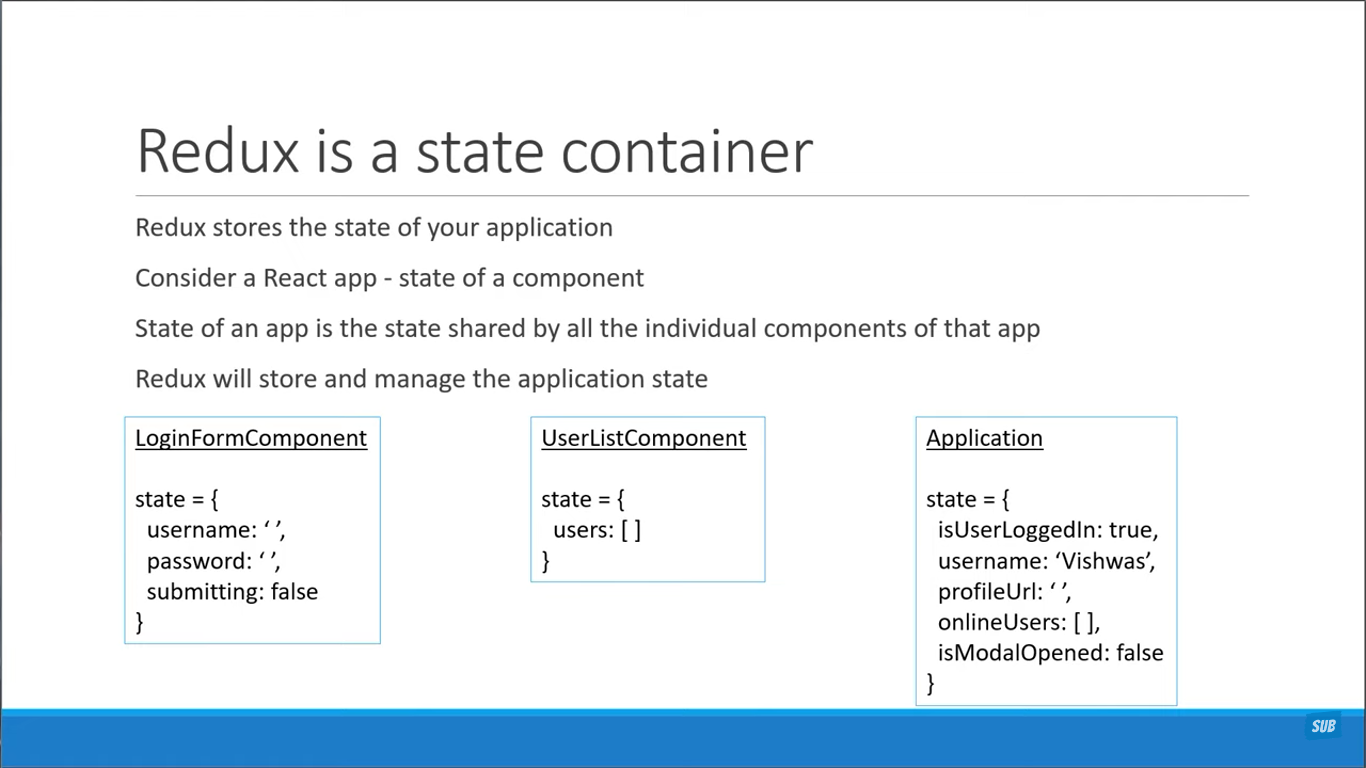 Redux is a state container
Redux stores the state of your application
Consider a React app - state of a component
State of an app is the state shared by all the individual components of that app
Redux will store and manage the application state
LoginFormComponent
state = {
username: ‘ ’,
password: ‘ ’,
submitting: false
}
UserListComponent
state = {
users: [ ]
}
Application
state = {
isUserLoggedIn: true,
username: ‘Vishwas’,
profileUrl: ‘ ’,
onlineUsers: [ ],
isModalOpened: false
}
SUB